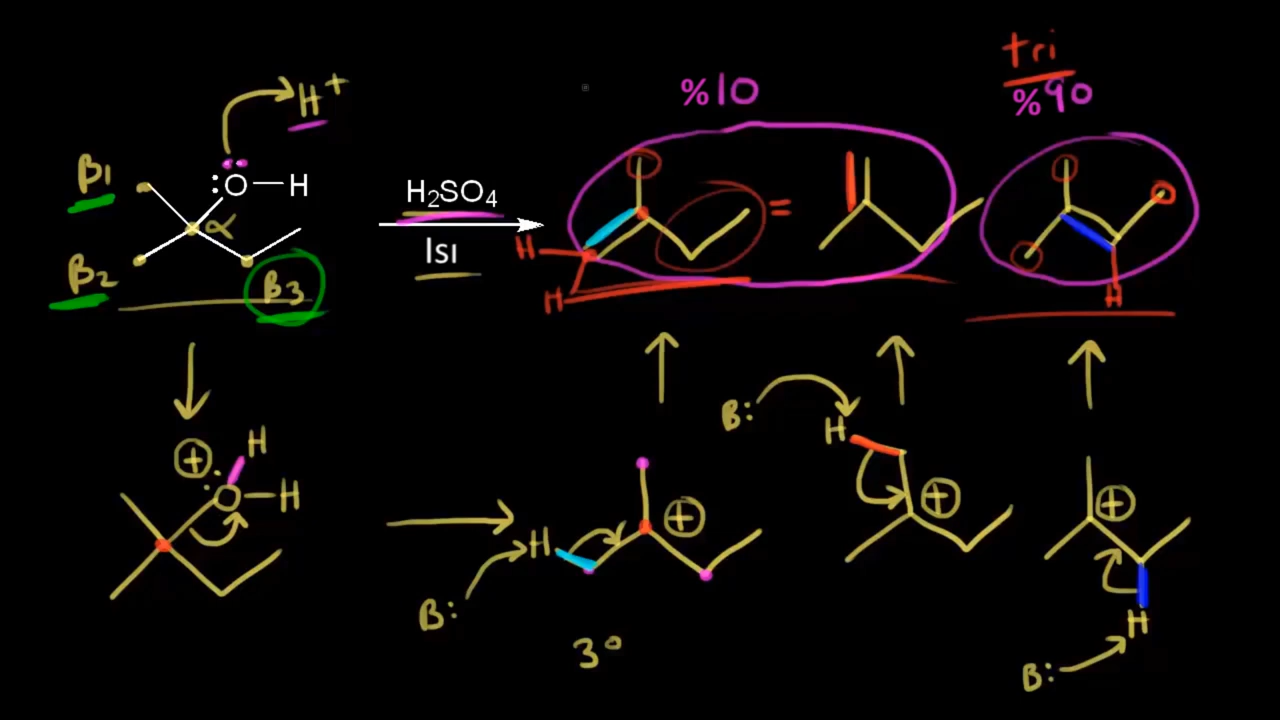 tri
%10
%90
H+
β1
:O—H
α
H2SO4
Isı
=
H
β2
β3
H
H
B:
H
+
H
O—H
+
+
+
H
B:
H
3°
B: